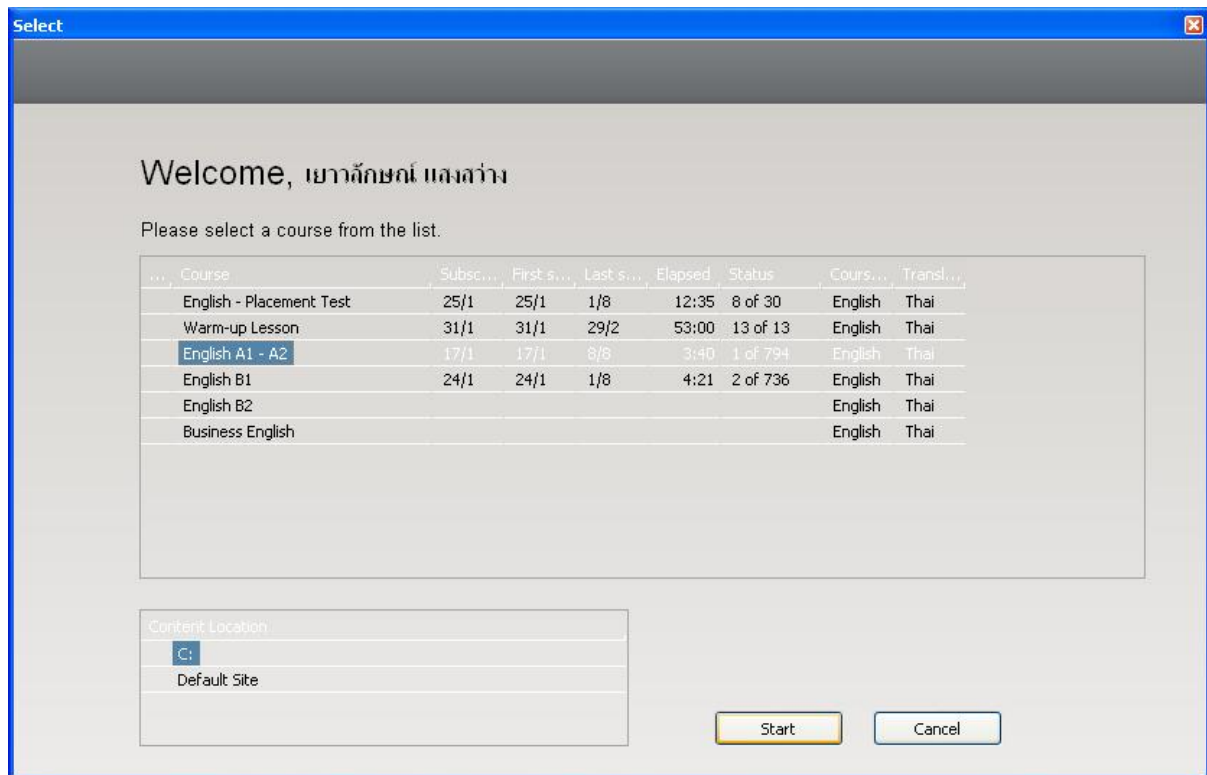 Select
Welcome, เยาวลักษณ์ แสงสว่าง
Please select a course from the list.
... Course Subsc... First s... Last s... Elapsed Status Cours... Transl...
English - Placement Test 25/1 25/1 1/8 12:35 8 of 30 English Thai
Warm-up Lesson 31/1 31/1 29/2 53:00 13 of 13 English Thai
English A1 - A2 17/1 17/1 8/8 3:40 1 of 794 English Thai
English B1 24/1 24/1 1/8 4:21 2 of 736 English Thai
English B2 English Thai
Business English English Thai
Content Location
C:
Default Site
Start Cancel